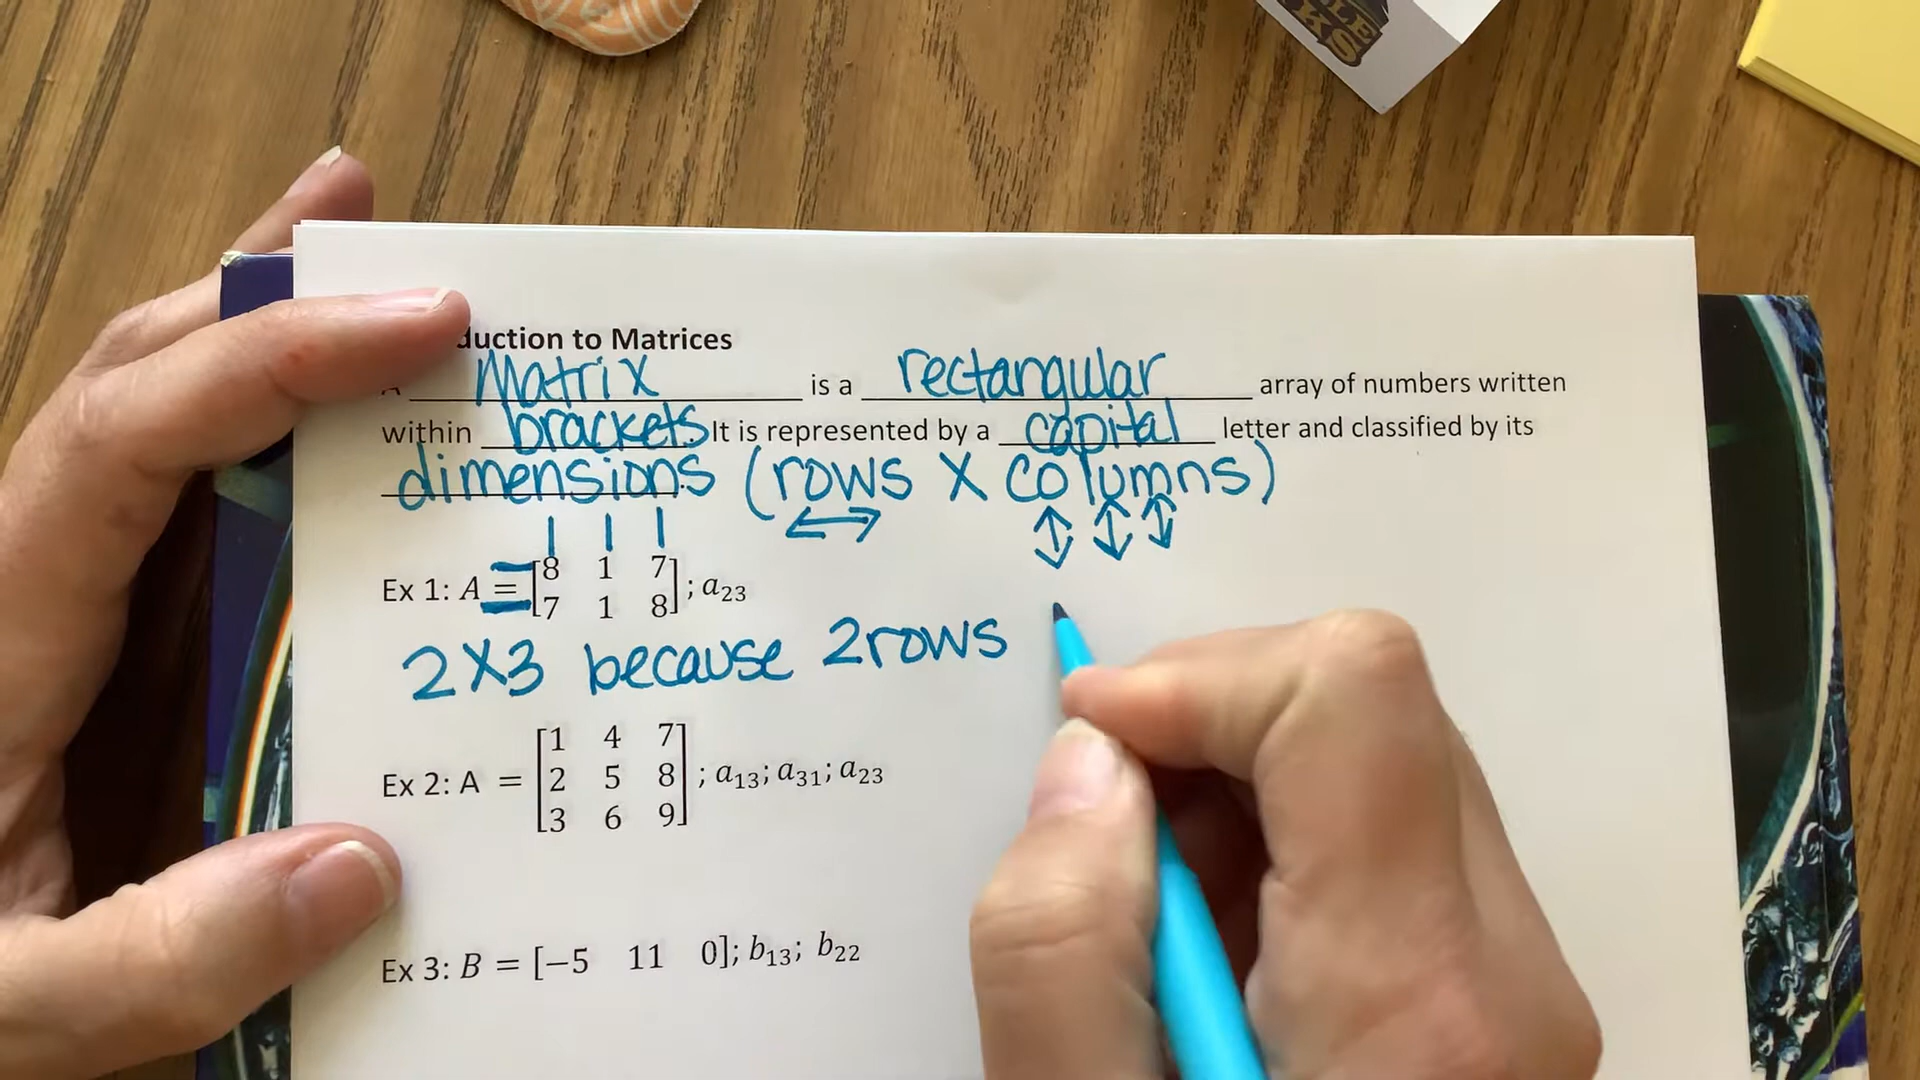 duction to Matrices
Matrix is a rectangular array of numbers written
within brackets. It is represented by a capital letter and classified by its
dimensions. (rows X columns)
Ex 1: A = [8 1 7
7 1 8]; a₂₃
2X3 because 2rows
Ex 2: A = [1 4 7
2 5 8
3 6 9]; a₁₃; a₃₁; a₂₃
Ex 3: B = [−5 11 0]; b₁₃; b₂₂